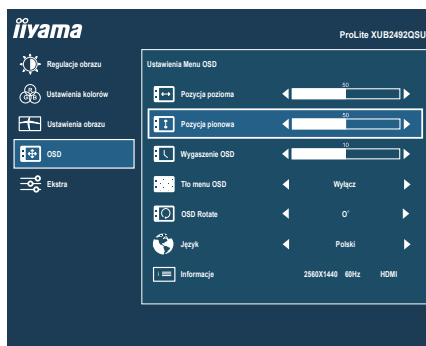 iiyama
ProLite XUB2492QSU
Regulacje obrazu
Ustawienia kolorów
Ustawienia obrazu
OSD
Ekstra
Ustawienia Menu OSD
Pozycja pozioma 50
Pozycja pionowa 50
Wygaszenie OSD 10
Tło menu OSD Wyłącz
OSD Rotate 0°
Język Polski
Informacje 2560X1440 60Hz HDMI